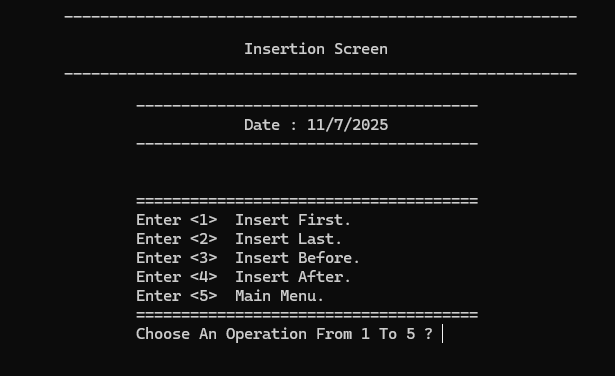 Insertion Screen
Date : 11/7/2025
Enter <1>  Insert First.
Enter <2>  Insert Last.
Enter <3>  Insert Before.
Enter <4>  Insert After.
Enter <5>  Main Menu.
Choose An Operation From 1 To 5 ?